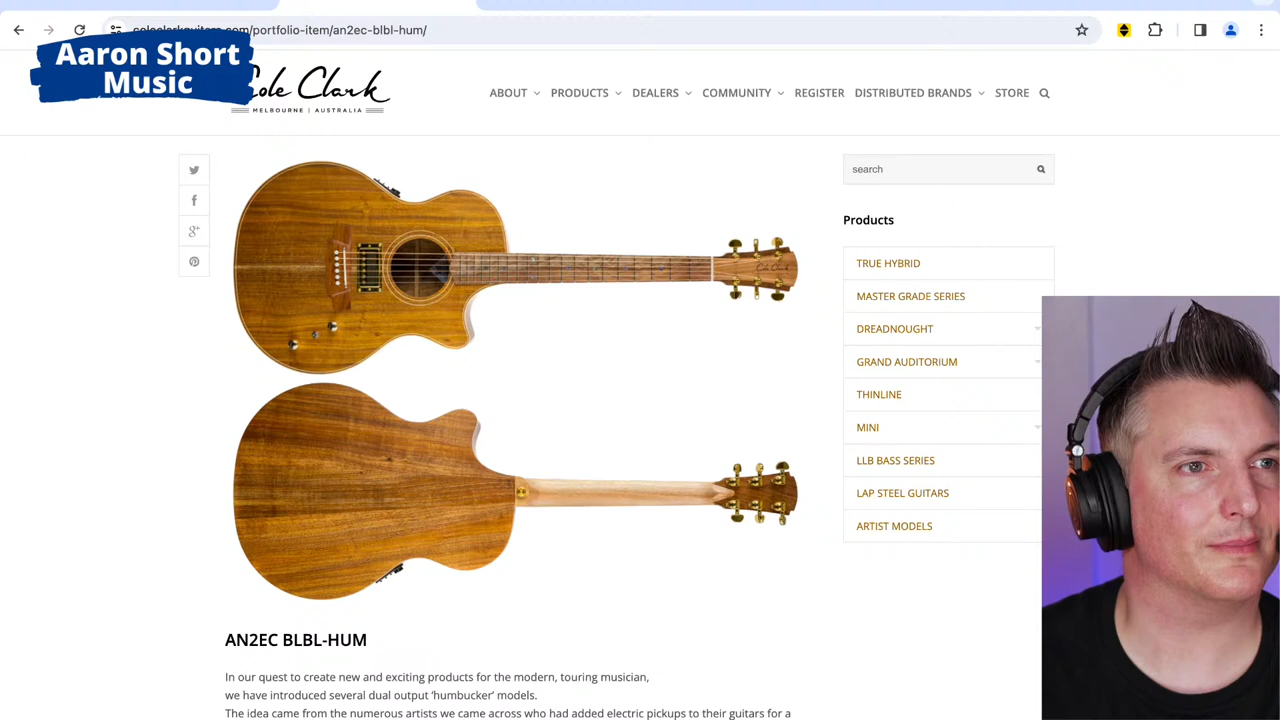 coleclarkguitars.com/portfolio-item/an2ec-blbl-hum/
Aaron Short
Music
Cole Clark
MELBOURNE | AUSTRALIA
ABOUT
PRODUCTS
DEALERS
COMMUNITY
REGISTER
DISTRIBUTED BRANDS
STORE
search
Products
TRUE HYBRID
MASTER GRADE SERIES
DREADNOUGHT
GRAND AUDITORIUM
THINLINE
MINI
LLB BASS SERIES
LAP STEEL GUITARS
ARTIST MODELS
Cole Clark
AN2EC BLBL-HUM
In our quest to create new and exciting products for the modern, touring musician,
we have introduced several dual output ‘humbucker’ models.
The idea came from the numerous artists we came across who had added electric pickups to their guitars for a